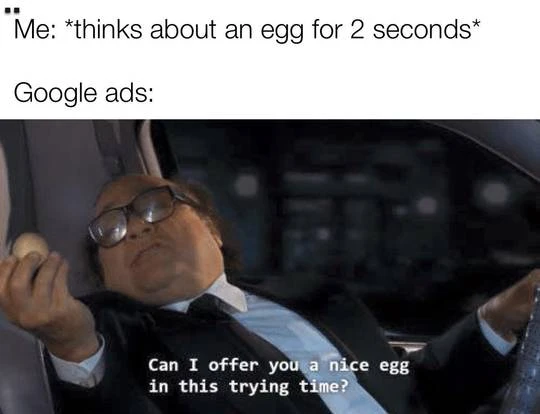 Me: *thinks about an egg for 2 seconds*
Google ads:
Can I offer you a nice egg
in this trying time?